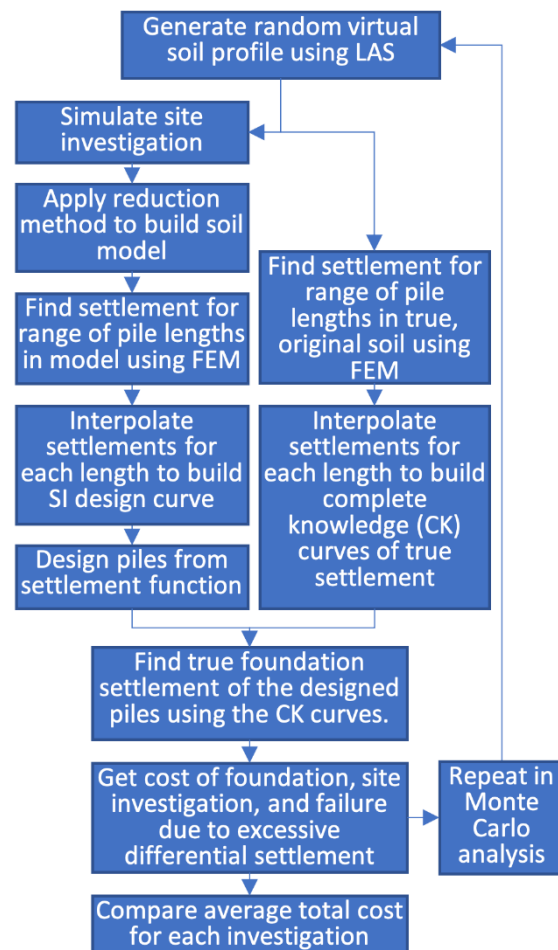 Generate random virtual
soil profile using LAS
Simulate site
investigation
Apply reduction
method to build soil
model
Find settlement for
range of pile lengths
in model using FEM
Interpolate
settlements for
each length to build
SI design curve
Design piles from
settlement function
Find settlement for
range of pile
lengths in true,
original soil using
FEM
Interpolate
settlements for
each length to build
complete
knowledge (CK)
curves of true
settlement
Find true foundation
settlement of the designed
piles using the CK curves.
Get cost of foundation, site
investigation, and failure
due to excessive
differential settlement
Repeat in
Monte
Carlo
analysis
Compare average total cost
for each investigation